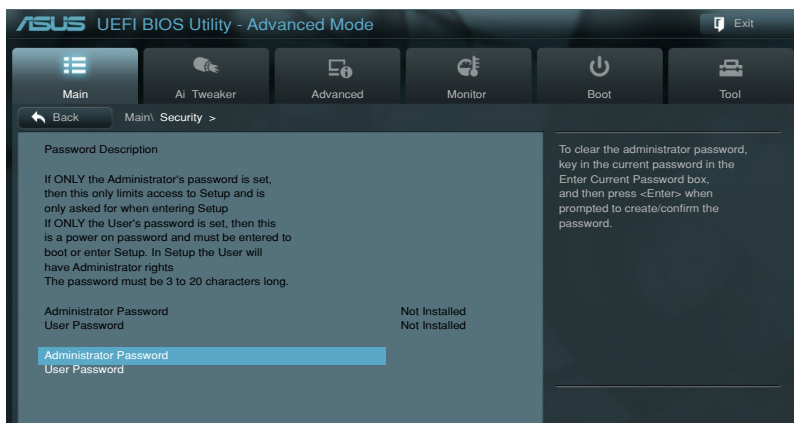 ASUS UEFI BIOS Utility - Advanced Mode
Exit
Main
Ai Tweaker
Advanced
Monitor
Boot
Tool
Back
Main\ Security >
Password Description
If ONLY the Administrator's password is set,
then this only limits access to Setup and is
only asked for when entering Setup
If ONLY the User's password is set, then this
is a power on password and must be entered to
boot or enter Setup. In Setup the User will
have Administrator rights
The password must be 3 to 20 characters long.
Administrator Password Not Installed
User Password Not Installed
Administrator Password
User Password
To clear the administrator password,
key in the current password in the
Enter Current Password box,
and then press <Enter> when
prompted to create/confirm the
password.